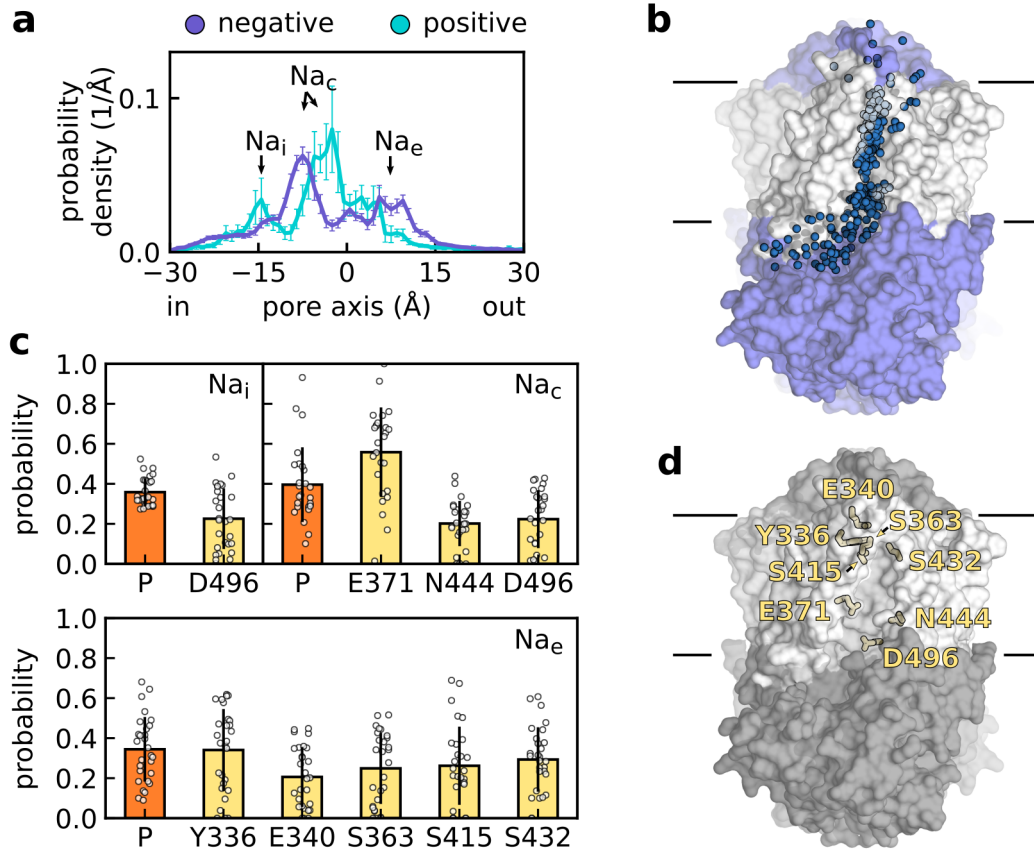 a
negative positive
probability
density (1/Å)
0.1
0.0
Na_c
Na_i
Na_e
−30 −15 0 15 30
in pore axis (Å) out
b
c
probability
1.0
0.8
0.6
0.4
0.2
0.0
Na_i
Na_c
P D496 P E371 N444 D496
probability
1.0
0.8
0.6
0.4
0.2
0.0
Na_e
P Y336 E340 S363 S415 S432
d
E340
S363
Y336
S415
S432
E371
N444
D496